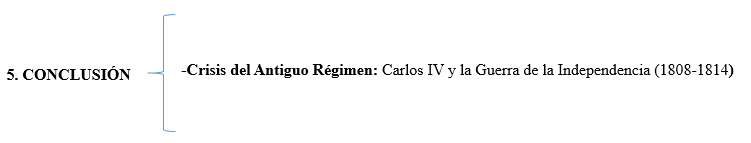 5. CONCLUSIÓN
-Crisis del Antiguo Régimen: Carlos IV y la Guerra de la Independencia (1808-1814)